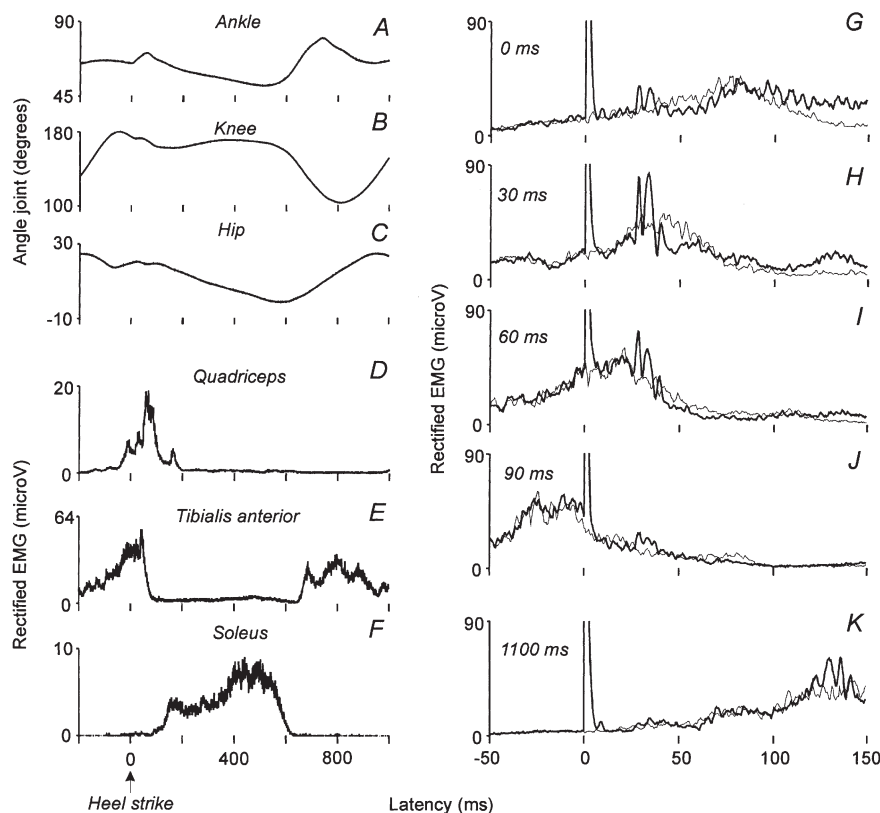 90
Ankle
A
45
180
Knee
B
100
30
Hip
C
-10
Angle joint (degrees)
20
Quadriceps
D
0
64
Tibialis anterior
E
0
10
Soleus
F
0
Rectified EMG (microV)
0
400
800
Heel strike
Latency (ms)
90
0 ms
G
0
90
30 ms
H
0
90
60 ms
I
0
90
90 ms
J
0
90
1100 ms
K
0
Rectified EMG (microV)
-50
0
50
100
150